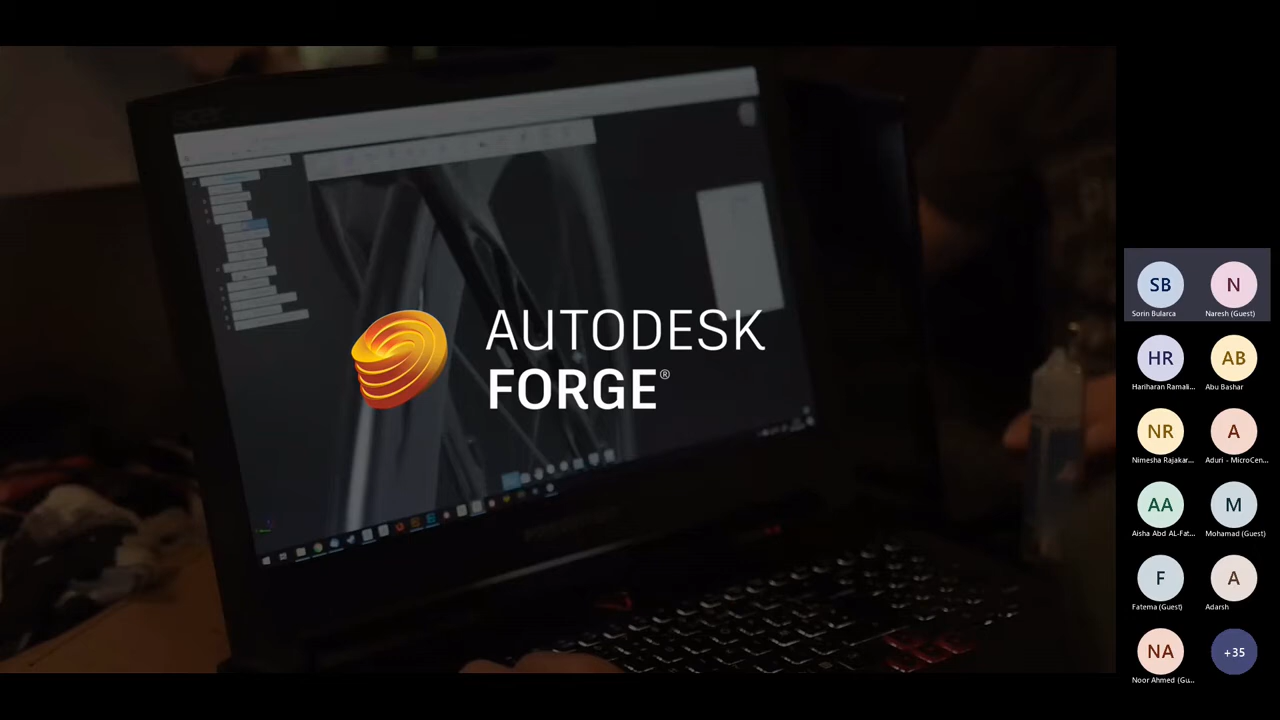 acer
AUTODESK
FORGE®
SB
N
Sorin Bularca
Naresh (Guest)
HR
AB
Hariharan Ramali...
Abu Bashar
NR
A
Nimesha Rajakar...
Aduri - MicroCen...
AA
M
Aisha Abd AL-Fat...
Mohamad (Guest)
F
A
Fatema (Guest)
Adarsh
NA
+35
Noor Ahmed (Gu...